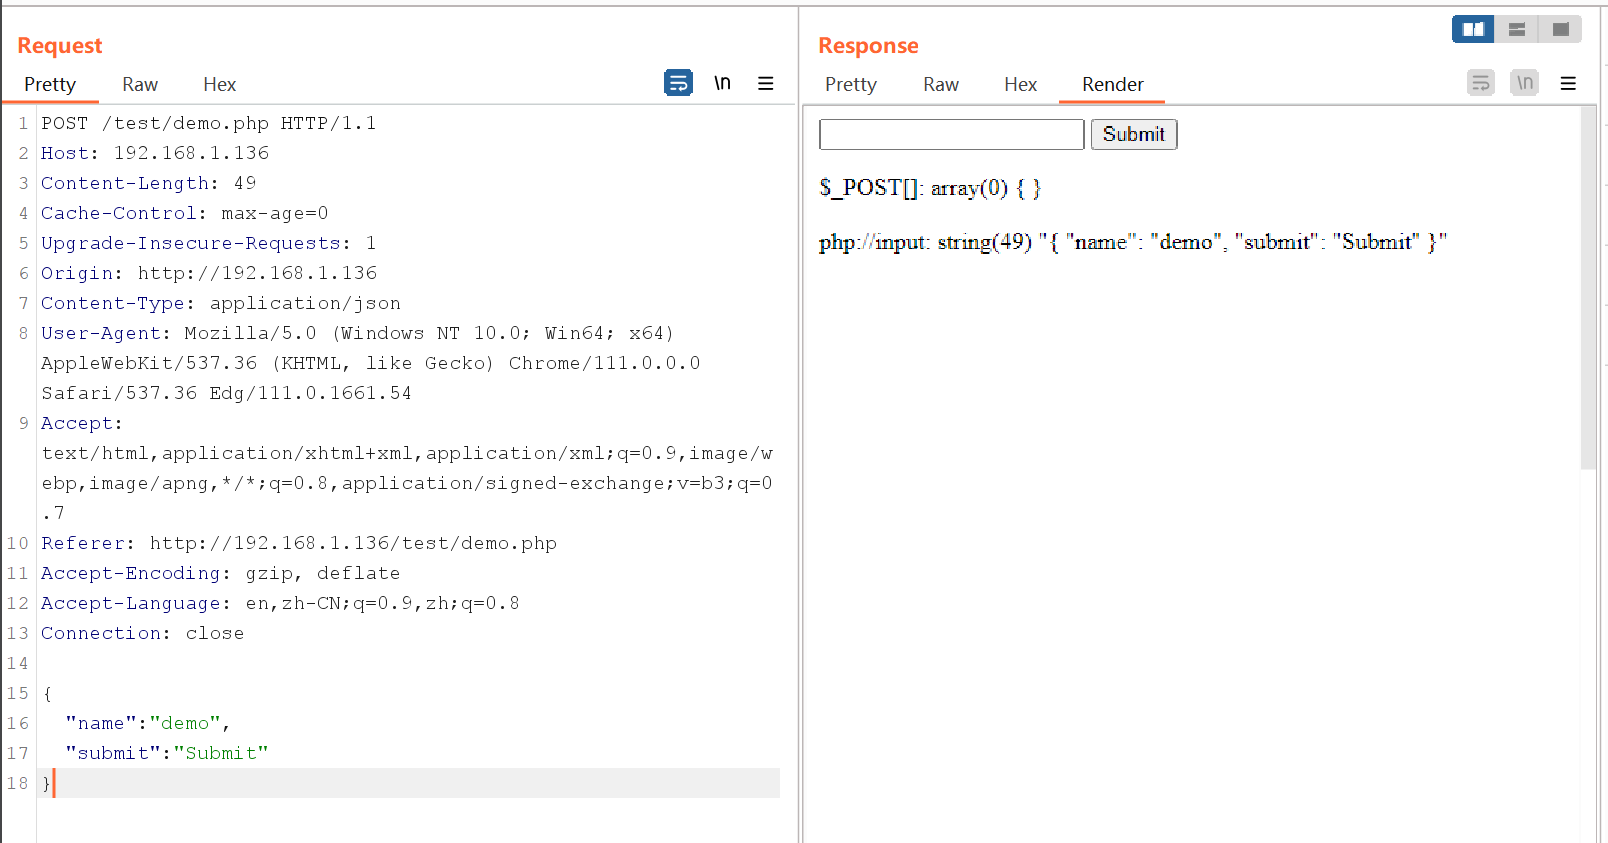 Request
Pretty Raw Hex \n
1 POST /test/demo.php HTTP/1.1
2 Host: 192.168.1.136
3 Content-Length: 49
4 Cache-Control: max-age=0
5 Upgrade-Insecure-Requests: 1
6 Origin: http://192.168.1.136
7 Content-Type: application/json
8 User-Agent: Mozilla/5.0 (Windows NT 10.0; Win64; x64)
AppleWebKit/537.36 (KHTML, like Gecko) Chrome/111.0.0.0
Safari/537.36 Edg/111.0.1661.54
9 Accept:
text/html,application/xhtml+xml,application/xml;q=0.9,image/w
ebp,image/apng,*/*;q=0.8,application/signed-exchange;v=b3;q=0
.7
10 Referer: http://192.168.1.136/test/demo.php
11 Accept-Encoding: gzip, deflate
12 Accept-Language: en,zh-CN;q=0.9,zh;q=0.8
13 Connection: close
14
15 {
16 "name":"demo",
17 "submit":"Submit"
18 }
Response
Pretty Raw Hex Render \n
Submit
$_POST[]: array(0) { }
php://input: string(49) "{ "name": "demo", "submit": "Submit" }"